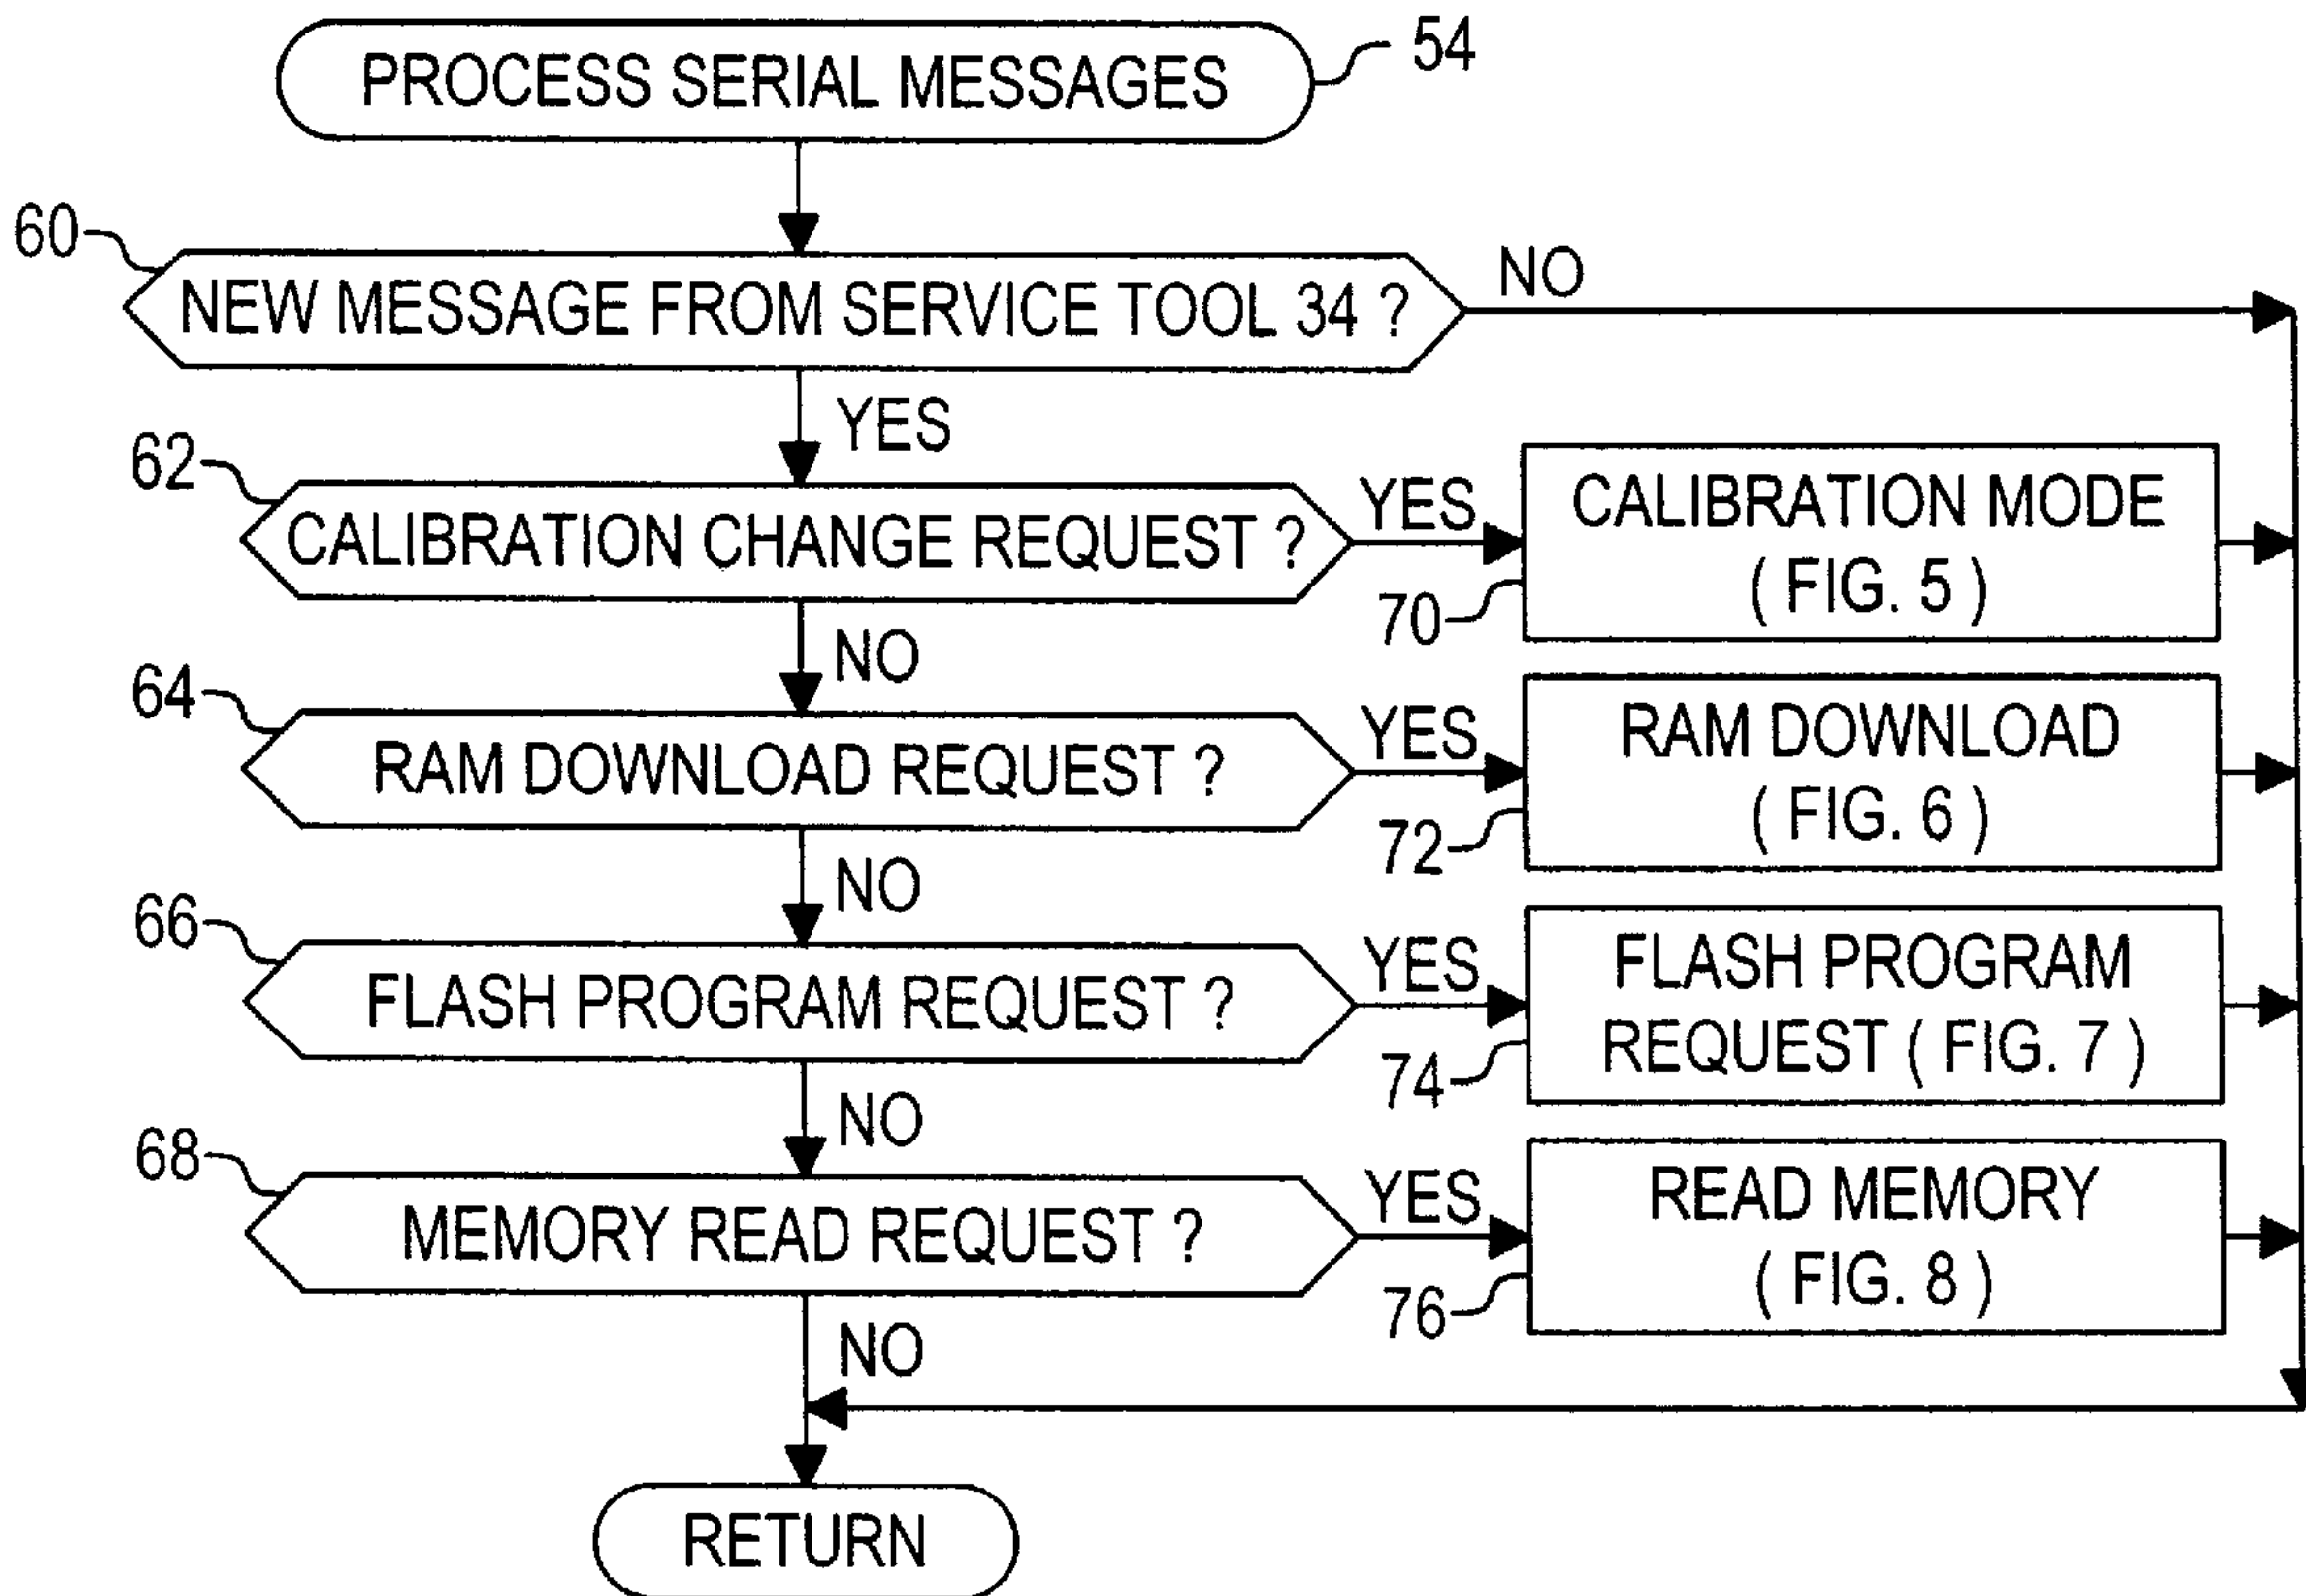 PROCESS SERIAL MESSAGES
54
60
NEW MESSAGE FROM SERVICE TOOL 34 ?
NO
YES
62
CALIBRATION CHANGE REQUEST ?
YES
CALIBRATION MODE
( FIG. 5 )
70
NO
64
RAM DOWNLOAD REQUEST ?
YES
RAM DOWNLOAD
( FIG. 6 )
72
NO
66
FLASH PROGRAM REQUEST ?
YES
FLASH PROGRAM
REQUEST ( FIG. 7 )
74
NO
68
MEMORY READ REQUEST ?
YES
READ MEMORY
( FIG. 8 )
76
NO
RETURN